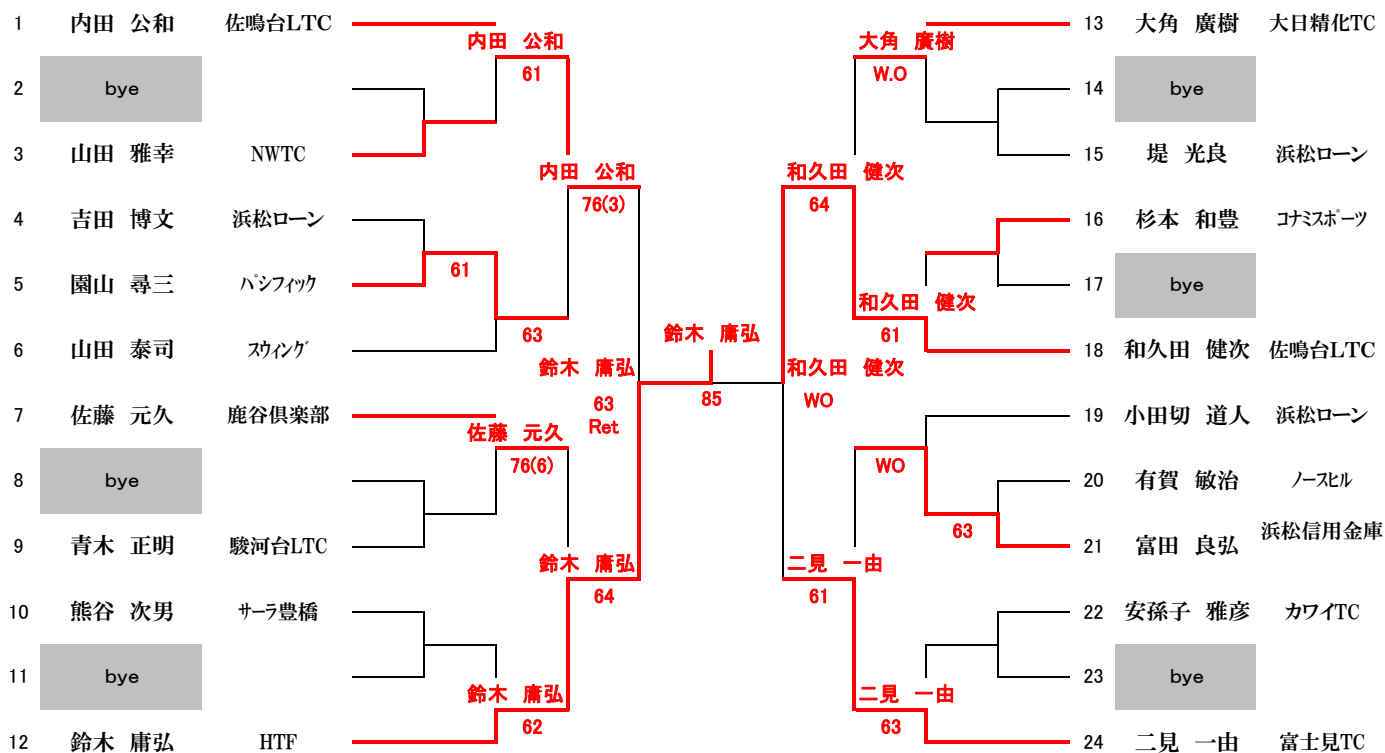 1 内田 公和 佐鳴台LTC
2 bye
3 山田 雅幸 NWTC
4 吉田 博文 浜松ローン
5 園山 尋三 パシフィック
6 山田 泰司 スウィング
7 佐藤 元久 鹿谷倶楽部
8 bye
9 青木 正明 駿河台LTC
10 熊谷 次男 サーラ豊橋
11 bye
12 鈴木 庸弘 HTF
内田 公和
61
61
内田 公和
76(3)
63
佐藤 元久
76(6)
鈴木 庸弘
62
鈴木 庸弘
64
鈴木 庸弘
63
Ret
鈴木 庸弘
85
大角 廣樹
W.O
和久田 健次
64
和久田 健次
61
和久田 健次
WO
WO
63
二見 一由
61
二見 一由
63
13 大角 廣樹 大日精化TC
14 bye
15 堤 光良 浜松ローン
16 杉本 和豊 コナミスポーツ
17 bye
18 和久田 健次 佐鳴台LTC
19 小田切 道人 浜松ローン
20 有賀 敏治 ノースヒル
21 富田 良弘 浜松信用金庫
22 安孫子 雅彦 カワイTC
23 bye
24 二見 一由 富士見TC